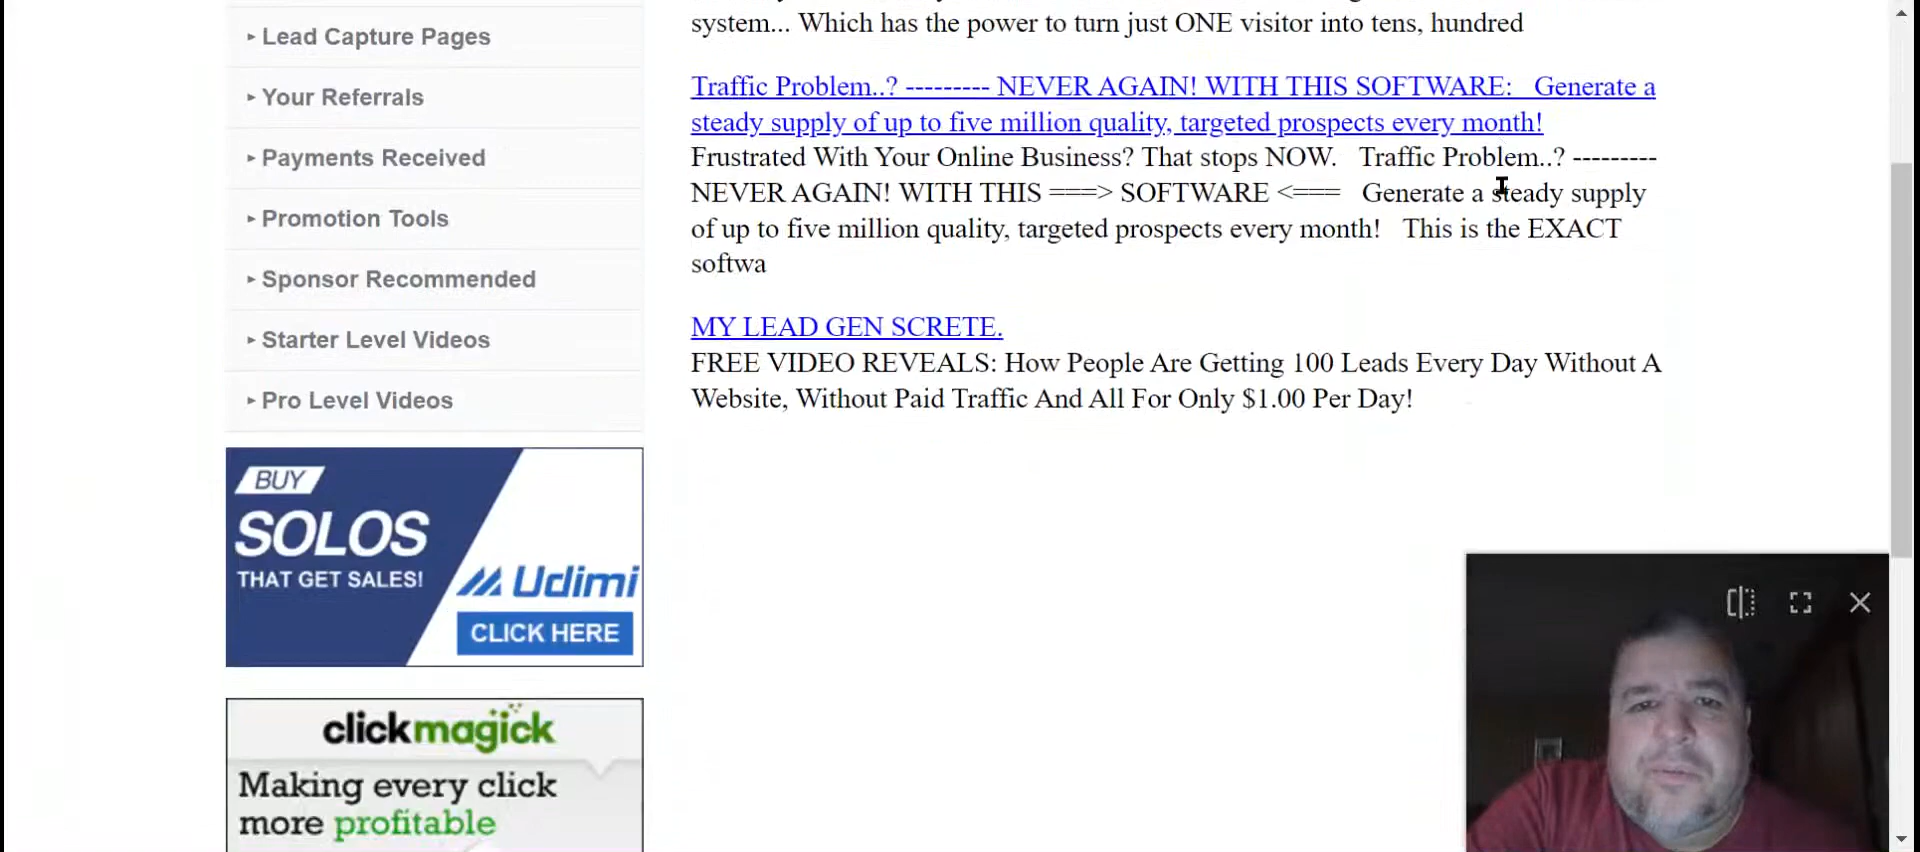 ▸ Lead Capture Pages
▸ Your Referrals
▸ Payments Received
▸ Promotion Tools
▸ Sponsor Recommended
▸ Starter Level Videos
▸ Pro Level Videos
BUY
SOLOS
THAT GET SALES!
Udimi
CLICK HERE
clickmagick
Making every click
more profitable
system... Which has the power to turn just ONE visitor into tens, hundred
Traffic Problem..? --------- NEVER AGAIN! WITH THIS SOFTWARE: Generate a
steady supply of up to five million quality, targeted prospects every month!
Frustrated With Your Online Business? That stops NOW. Traffic Problem..? ---------
NEVER AGAIN! WITH THIS ===> SOFTWARE <=== Generate a steady supply
of up to five million quality, targeted prospects every month! This is the EXACT
softwa
MY LEAD GEN SCRETE.
FREE VIDEO REVEALS: How People Are Getting 100 Leads Every Day Without A
Website, Without Paid Traffic And All For Only $1.00 Per Day!